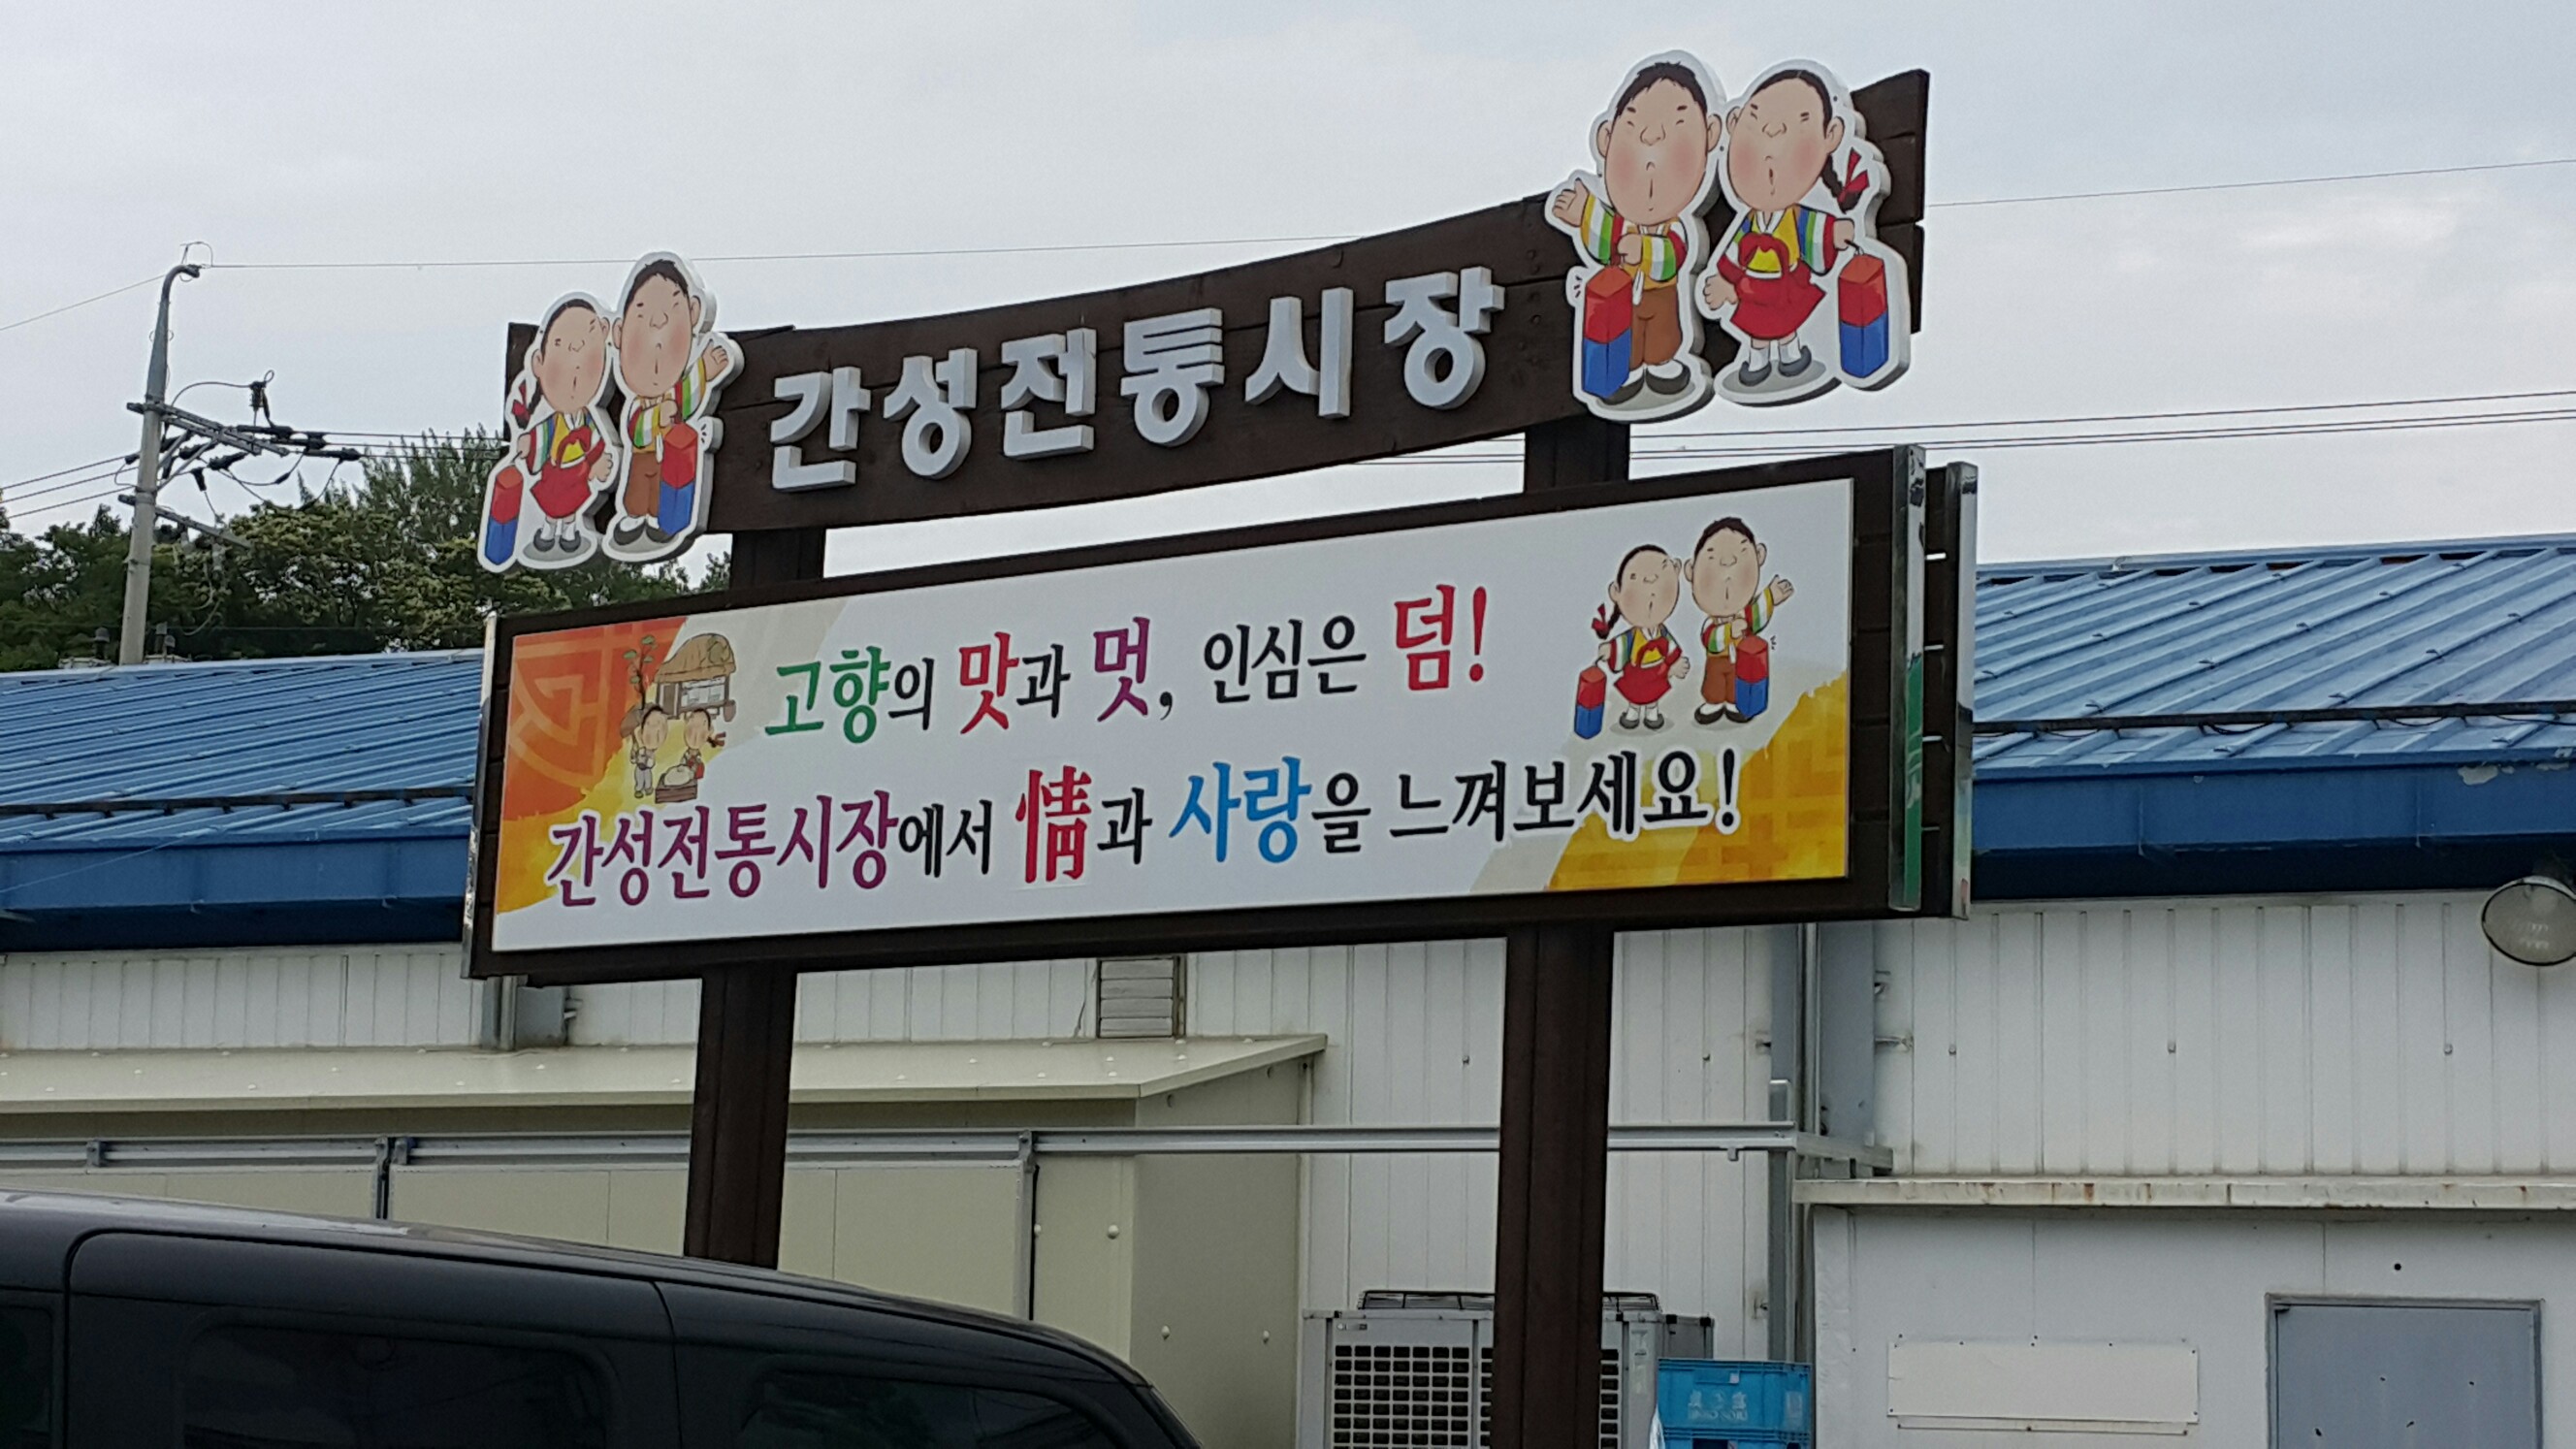 간성전통시장
고향의 맛과 멋, 인심은 덤!
간성전통시장에서 情과 사랑을 느껴보세요!